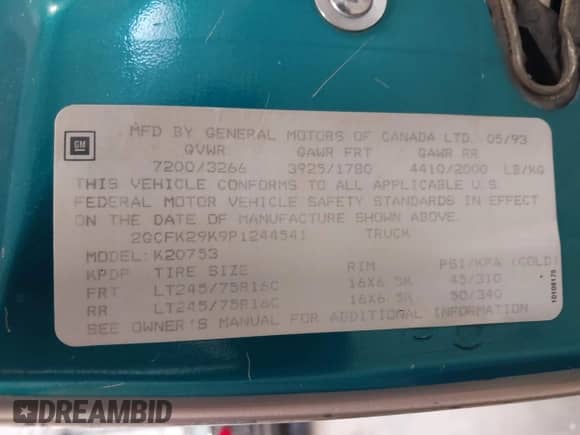 GM
MFD BY GENERAL MOTORS OF CANADA LTD 05/93
GVWR GAWR FRT GAWR RR
7200/3266 3925/1780 4410/2000 LB/KG
THIS VEHICLE CONFORMS TO ALL APPLICABLE U.S.
FEDERAL MOTOR VEHICLE SAFETY STANDARDS IN EFFECT
ON THE DATE OF MANUFACTURE SHOWN ABOVE.
2GCFK29K9P1244541 TRUCK
MODEL: K20753
KPDP TIRE SIZE RIM PSI/KPA (COLD)
FRT LT245/75R16C 16X6.5K 45/310
RR LT245/75R16C 16X6.5K 50/340
SEE OWNER'S MANUAL FOR ADDITIONAL INFORMATION
10108175
DREAMBID